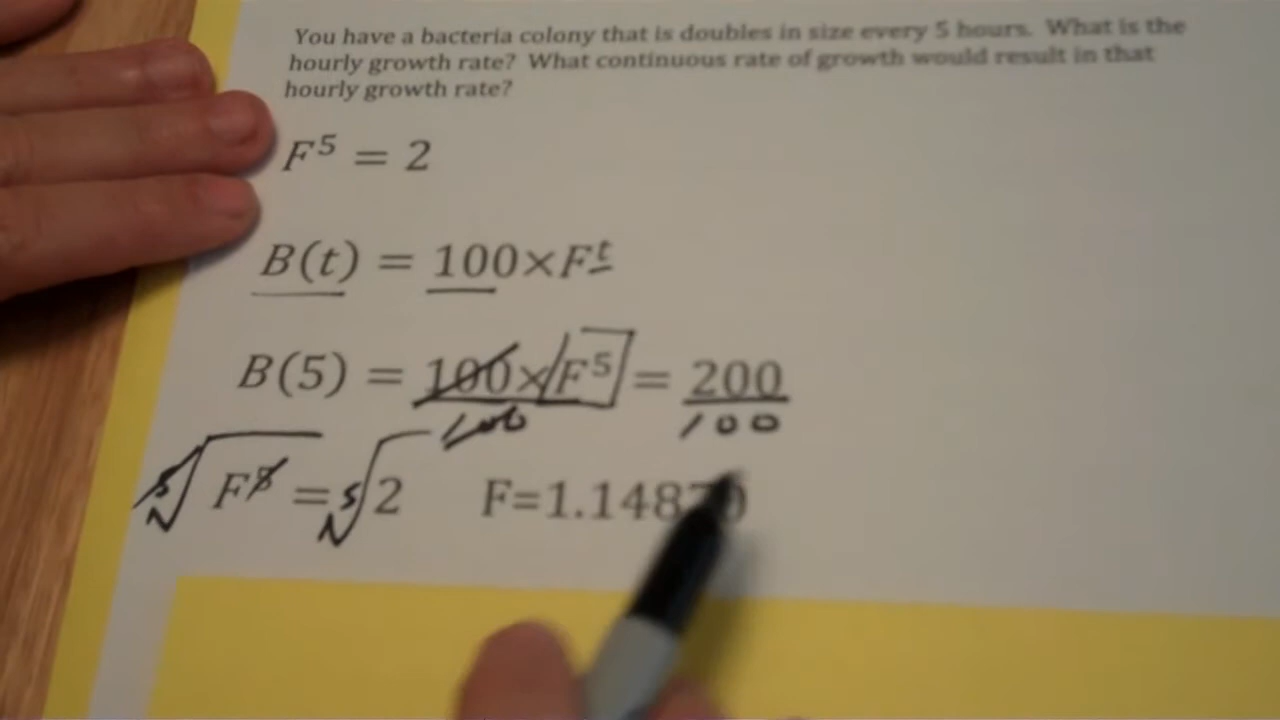 You have a bacteria colony that is doubles in size every 5 hours. What is the
hourly growth rate? What continuous rate of growth would result in that
hourly growth rate?
F⁵ = 2
B(t) = 100×Fᵗ
B(5) = 100×F⁵ = 200
100 100
⁵√F⁵ = ⁵√2 F=1.14870